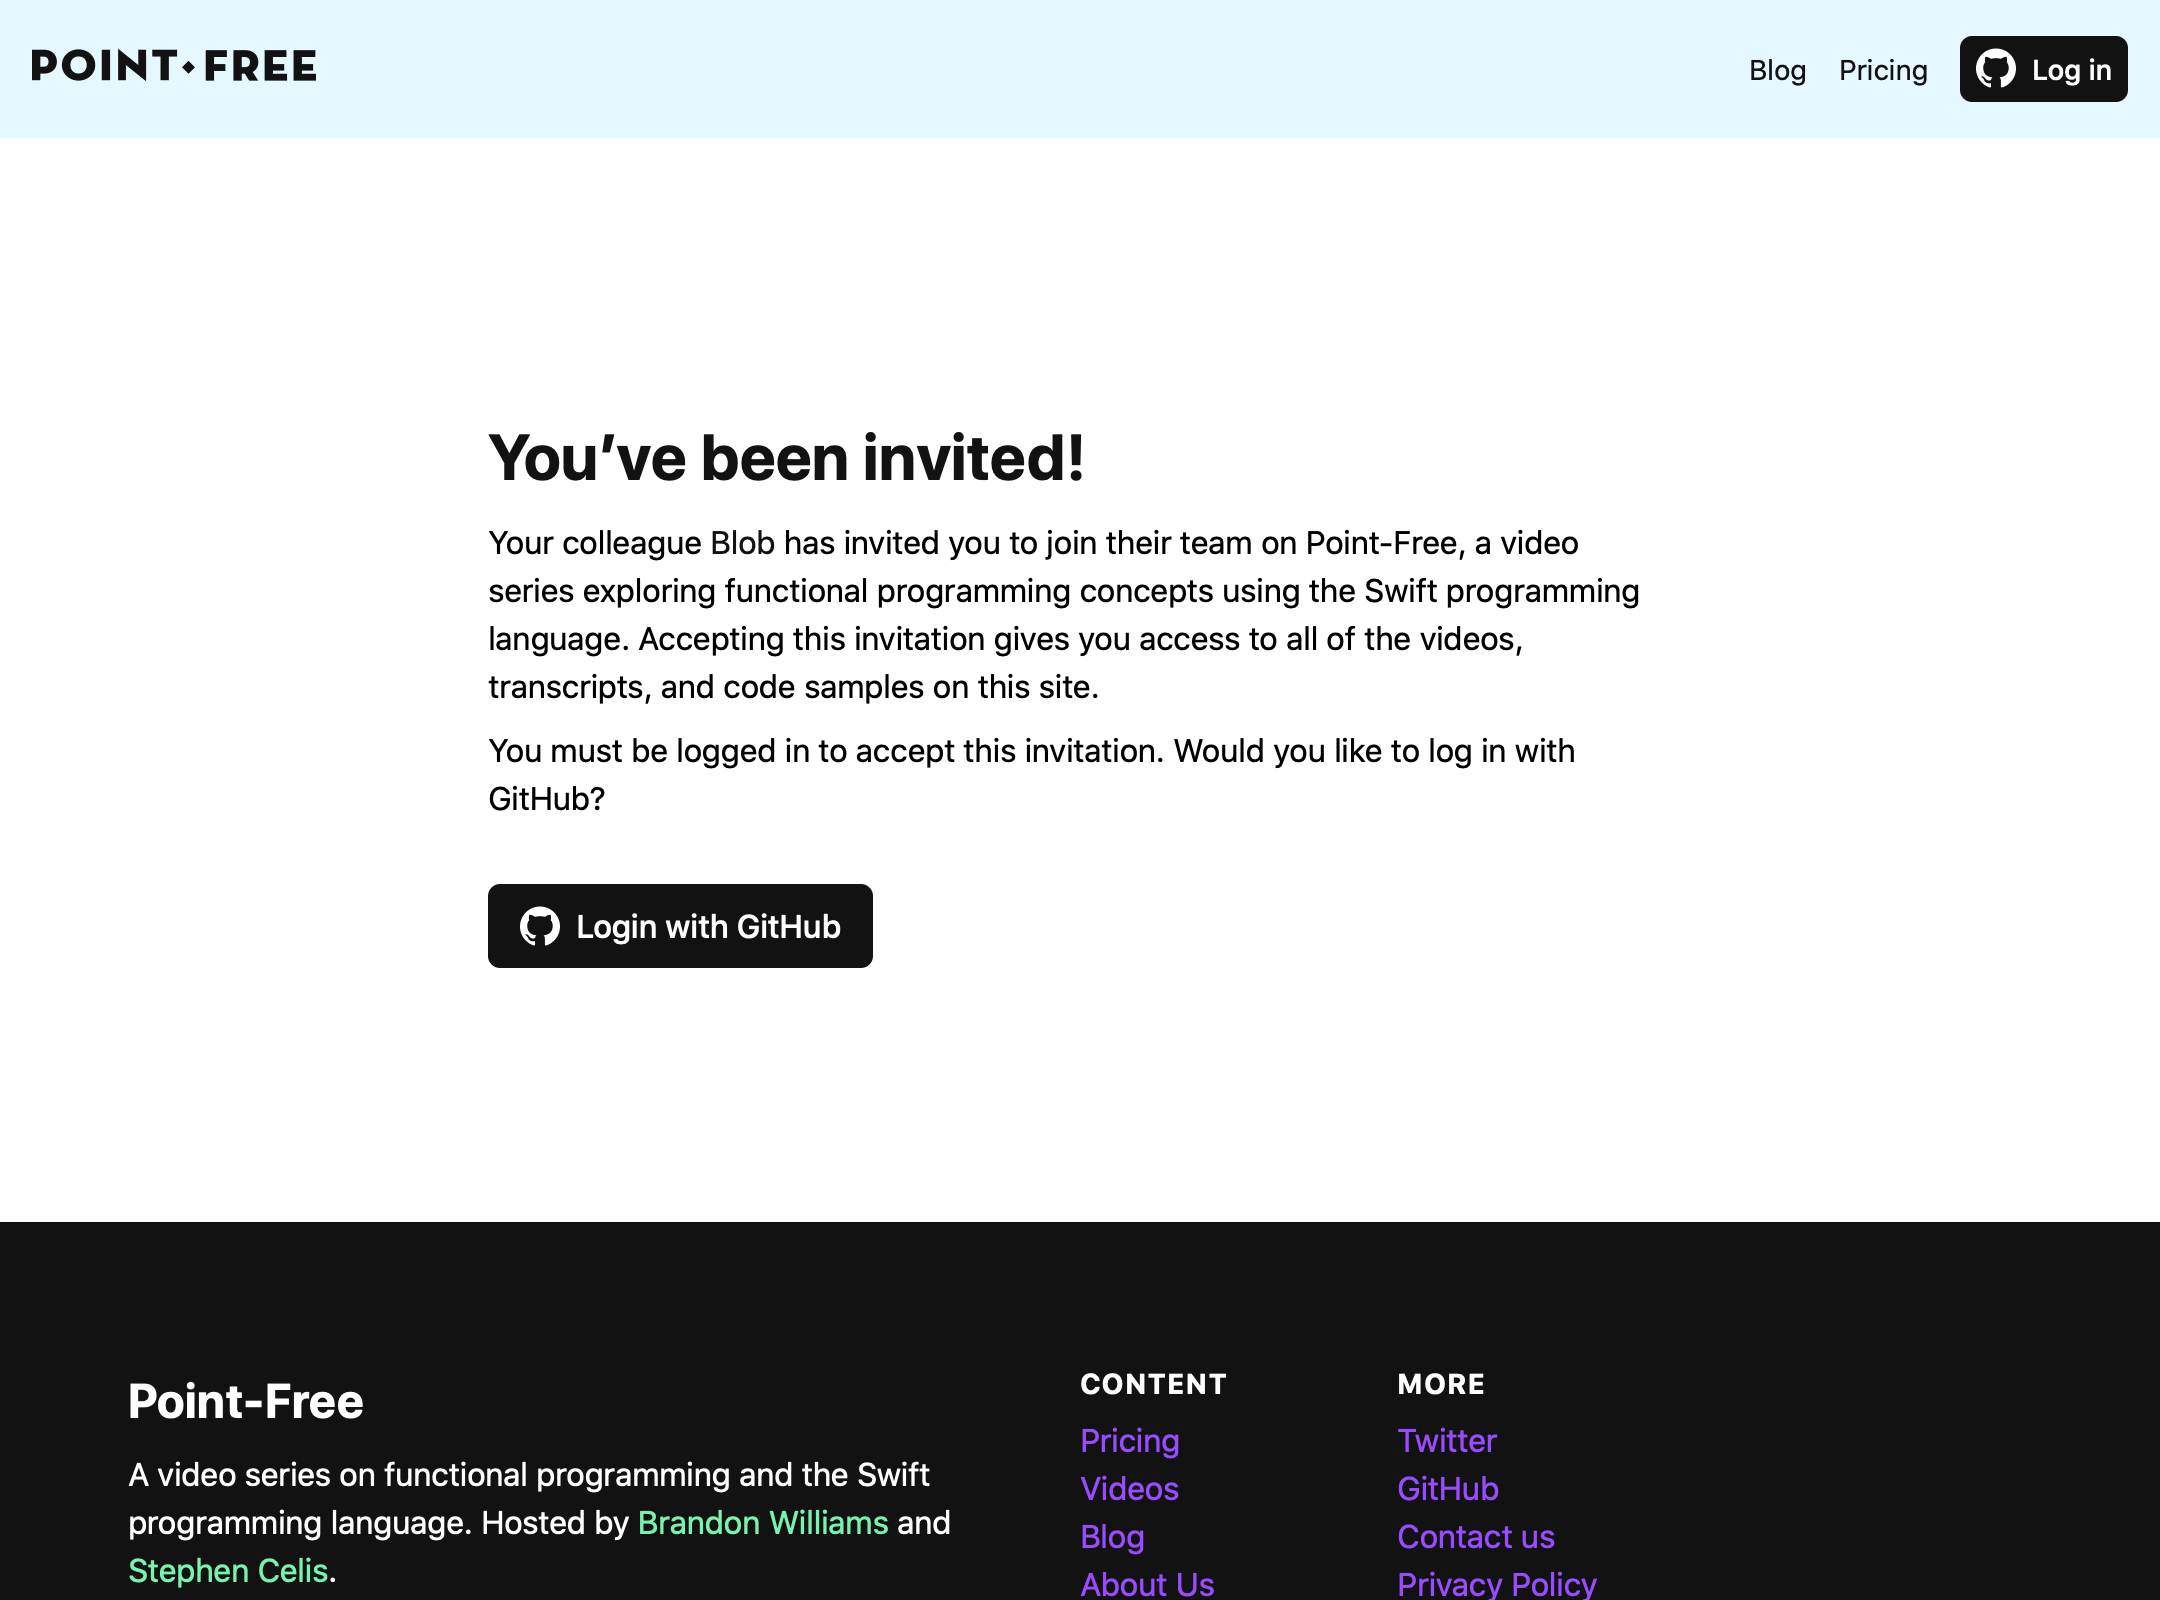 POINT◆FREE
Blog
Pricing
Log in
You’ve been invited!
Your colleague Blob has invited you to join their team on Point-Free, a video
series exploring functional programming concepts using the Swift programming
language. Accepting this invitation gives you access to all of the videos,
transcripts, and code samples on this site.
You must be logged in to accept this invitation. Would you like to log in with
GitHub?
Login with GitHub
Point-Free
A video series on functional programming and the Swift
programming language. Hosted by Brandon Williams and
Stephen Celis.
CONTENT
Pricing
Videos
Blog
About Us
MORE
Twitter
GitHub
Contact us
Privacy Policy